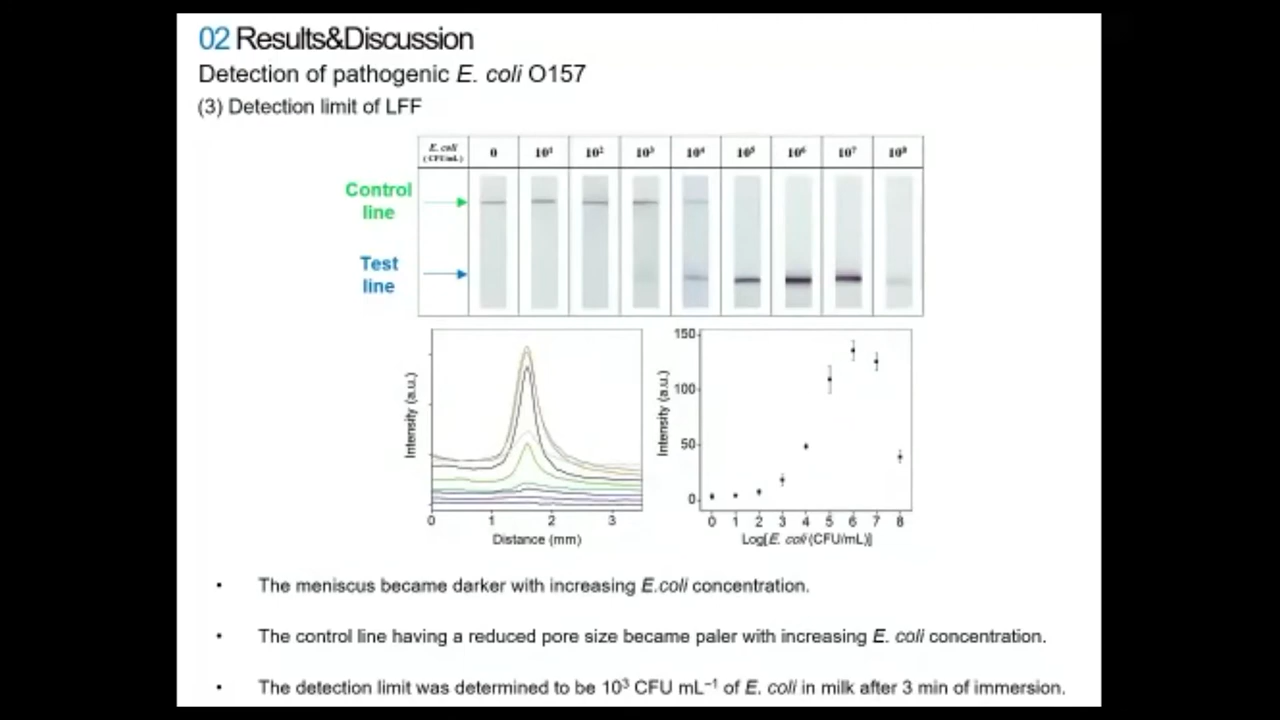 02 Results&Discussion
Detection of pathogenic E. coli O157
(3) Detection limit of LFF
E. coli
(CFU/mL)
0 10¹ 10² 10³ 10⁴ 10⁵ 10⁶ 10⁷ 10⁸
Control
line
Test
line
Intensity (a.u.)
0 1 2 3
Distance (mm)
Intensity (a.u.)
150
100
50
0
0 1 2 3 4 5 6 7 8
Log[E. coli (CFU/mL)]
• The meniscus became darker with increasing E.coli concentration.
• The control line having a reduced pore size became paler with increasing E. coli concentration.
• The detection limit was determined to be 10³ CFU mL⁻¹ of E. coli in milk after 3 min of immersion.